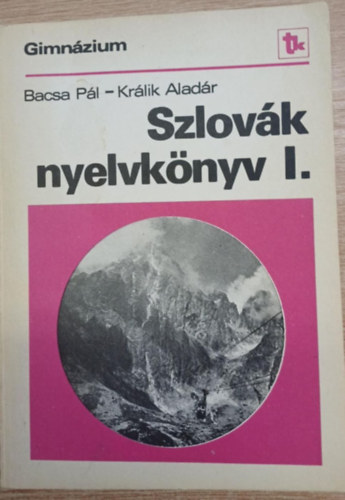 Gimnázium
tk
Bacsa Pál – Králik Aladár
Szlovák
nyelvkönyv I.